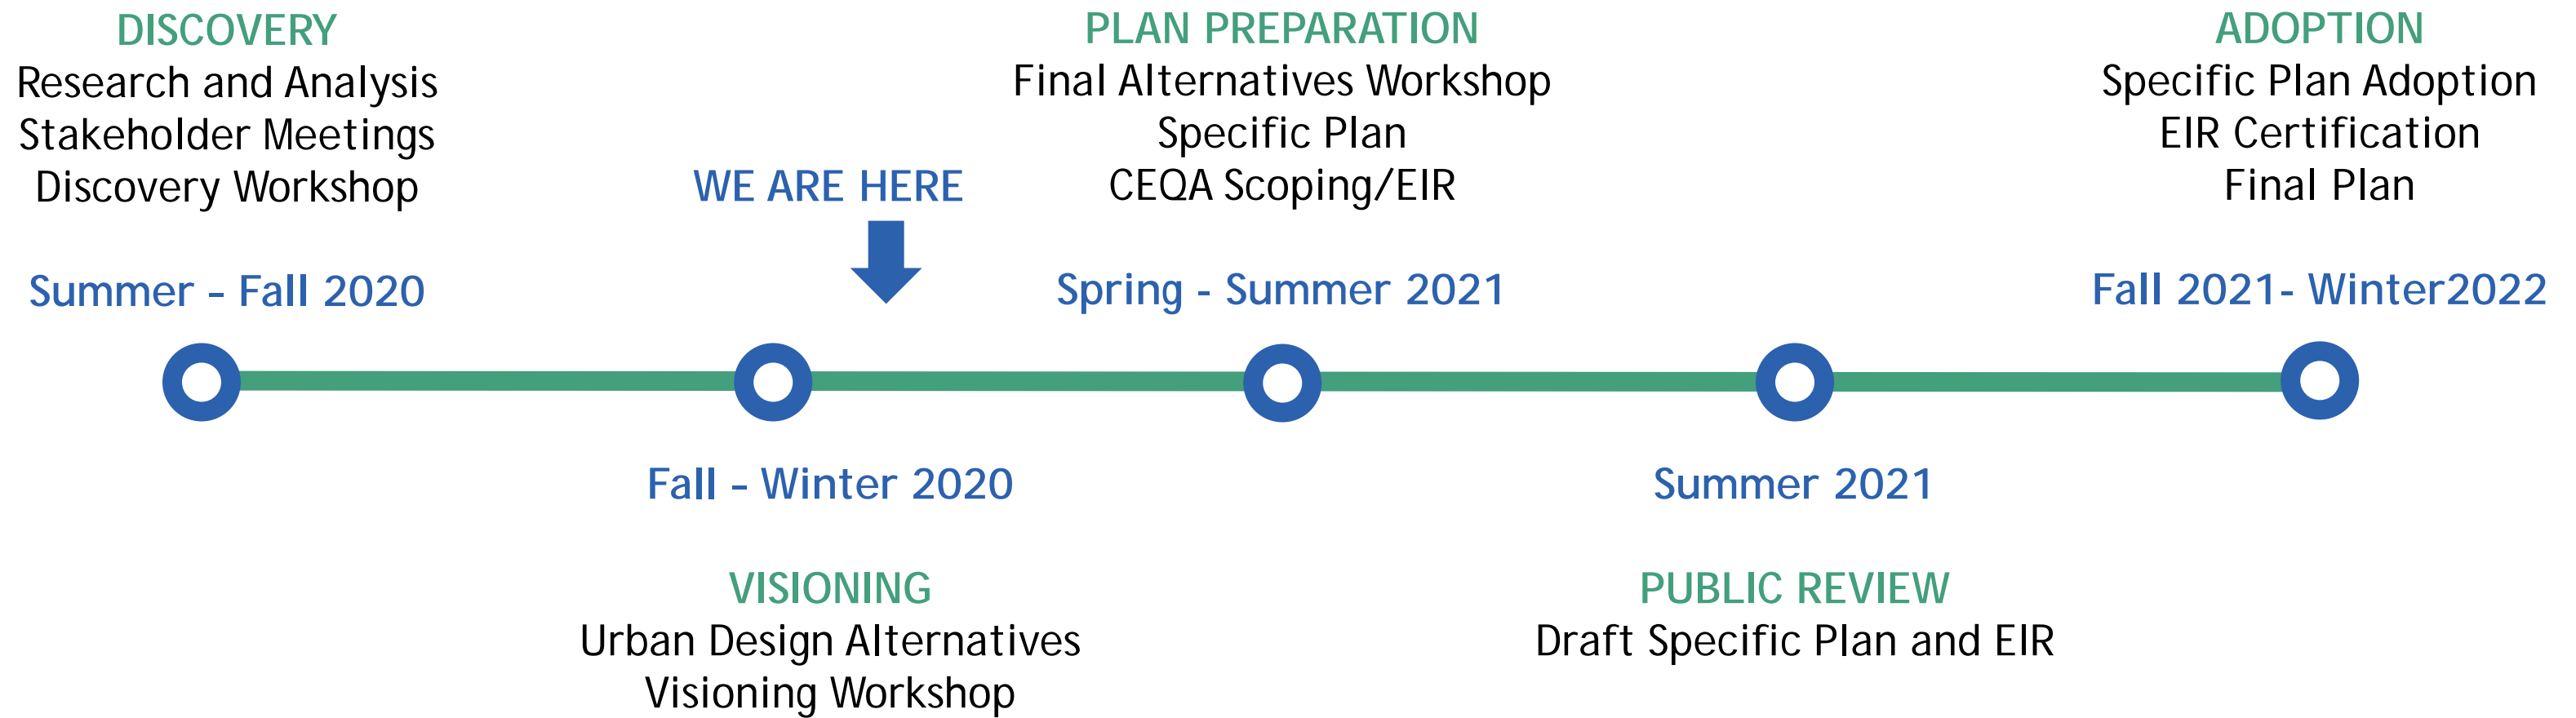 DISCOVERY
Research and Analysis
Stakeholder Meetings
Discovery Workshop
Summer - Fall 2020
WE ARE HERE
PLAN PREPARATION
Final Alternatives Workshop
Specific Plan
CEQA Scoping/EIR
Spring - Summer 2021
ADOPTION
Specific Plan Adoption
EIR Certification
Final Plan
Fall 2021- Winter2022
Fall - Winter 2020
VISIONING
Urban Design Alternatives
Visioning Workshop
Summer 2021
PUBLIC REVIEW
Draft Specific Plan and EIR